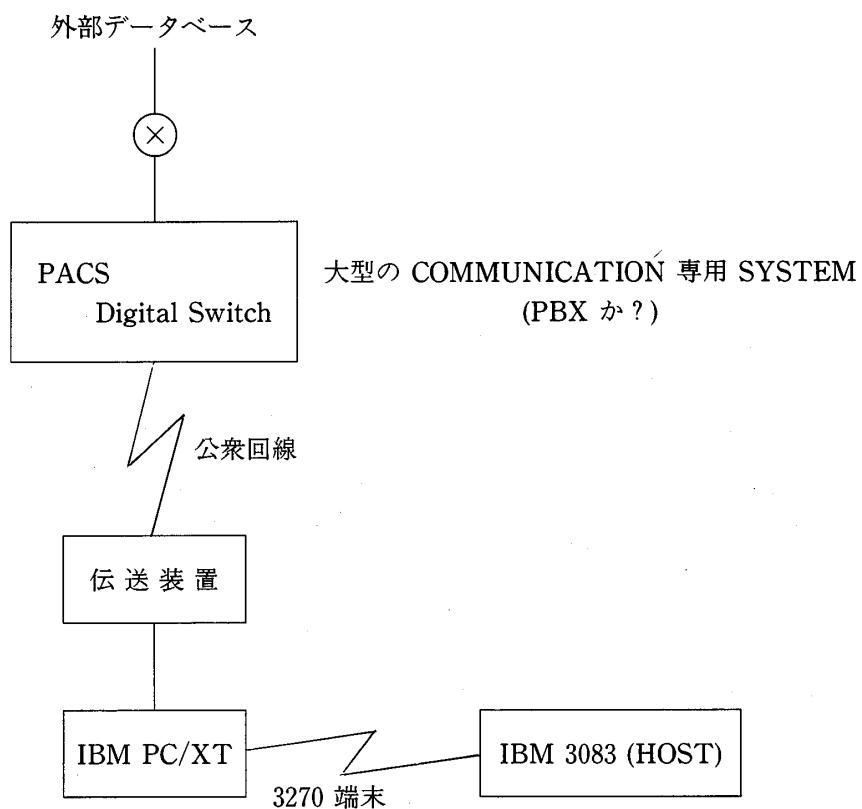 外部データベース
PACS
Digital Switch
大型の COMMUNICATION 専用 SYSTEM
(PBX か？)
公衆回線
伝送装置
IBM PC/XT
IBM 3083 (HOST)
3270 端末